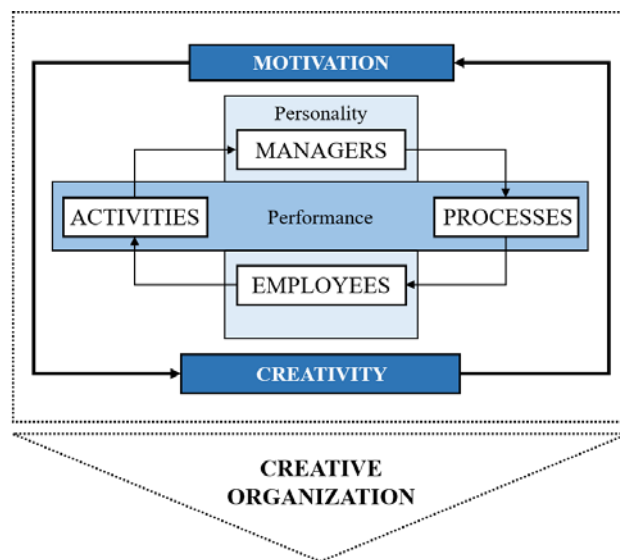 MOTIVATION
Personality
MANAGERS
ACTIVITIES
Performance
PROCESSES
EMPLOYEES
CREATIVITY
CREATIVE
ORGANIZATION